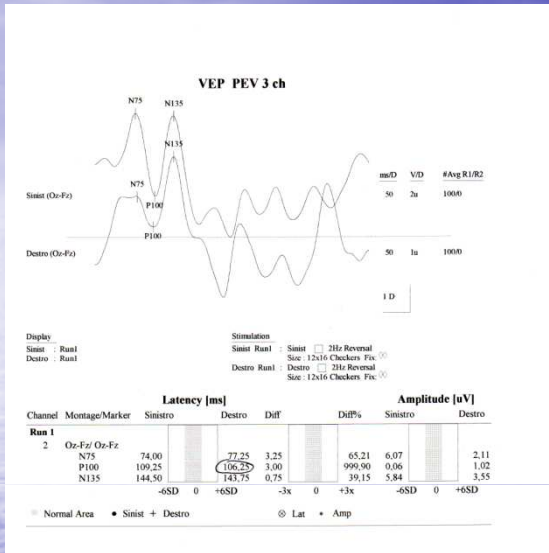 VEP PEV 3 ch
N75 N135
N135
N75
P100
P100
Sinist (Oz-Fz)
Destro (Oz-Fz)
ms/D V/D #Avg R1/R2
50 2u 100/0
50 1u 100/0
1 D
Display
Sinist : Run1
Destro : Run1
Stimulation
Sinist Run1 : Sinist 2Hz Reversal
Size : 12x16 Checkers Fix:
Destro Run1 : Destro 2Hz Reversal
Size : 12x16 Checkers Fix:
Latency [ms] Amplitude [uV]
Channel Montage/Marker Sinistro Destro Diff Diff% Sinistro Destro
Run 1
2 Oz-Fz/ Oz-Fz
N75 74,00 77,25 3,25 65,21 6,07 2,11
P100 109,25 106,25 3,00 999,90 0,06 1,02
N135 144,50 143,75 0,75 39,15 5,84 3,55
-6SD 0 +6SD -3x 0 +3x -6SD 0 +6SD
Normal Area • Sinist + Destro ⊗ Lat * Amp